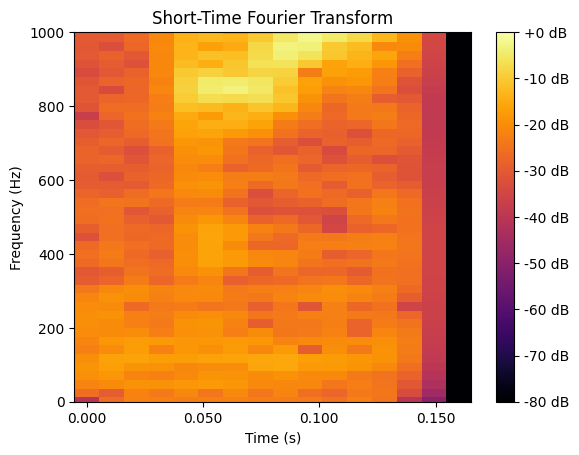 Short-Time Fourier Transform
1000
800
600
400
200
0
Frequency (Hz)
0.000
0.050
0.100
0.150
Time (s)
+0 dB
-10 dB
-20 dB
-30 dB
-40 dB
-50 dB
-60 dB
-70 dB
-80 dB